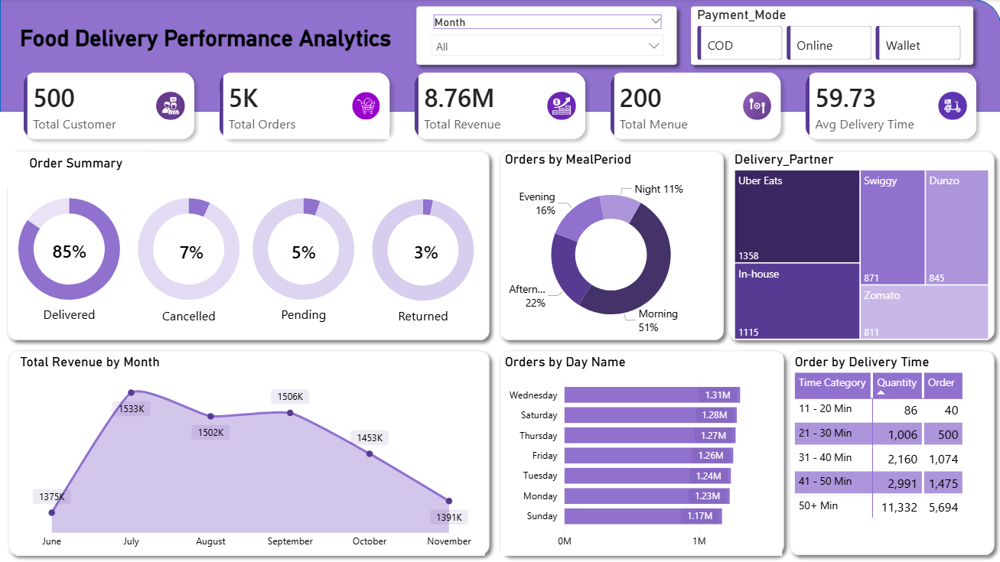 Food Delivery Performance Analytics
Month
All
Payment_Mode
COD
Online
Wallet
500
Total Customer
5K
Total Orders
8.76M
Total Revenue
200
Total Menue
59.73
Avg Delivery Time
Order Summary
85%
Delivered
7%
Cancelled
5%
Pending
3%
Returned
Orders by MealPeriod
Night 11%
Evening
16%
Aftern...
22%
Morning
51%
Delivery_Partner
Uber Eats
1358
In-house
1115
Swiggy
871
Dunzo
845
Zomato
811
Total Revenue by Month
1375K
1533K
1502K
1506K
1453K
1391K
June
July
August
September
October
November
Orders by Day Name
Wednesday 1.31M
Saturday 1.28M
Thursday 1.27M
Friday 1.26M
Tuesday 1.24M
Monday 1.23M
Sunday 1.17M
0M 1M
Order by Delivery Time
Time Category Quantity Order
11 - 20 Min 86 40
21 - 30 Min 1,006 500
31 - 40 Min 2,160 1,074
41 - 50 Min 2,991 1,475
50+ Min 11,332 5,694